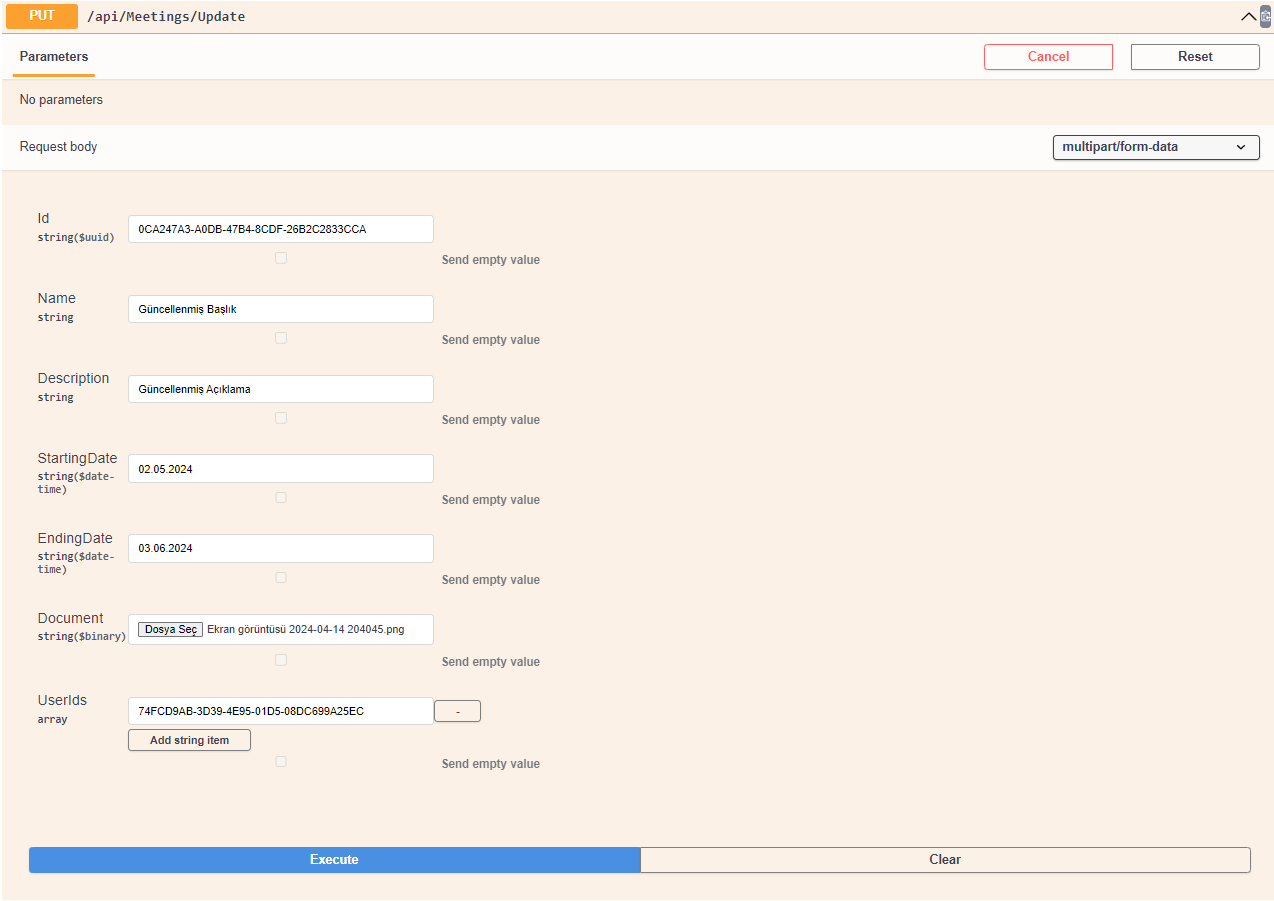 PUT /api/Meetings/Update
Parameters
Cancel
Reset
No parameters
Request body
multipart/form-data
Id
string($uuid)
0CA247A3-A0DB-47B4-8CDF-26B2C2833CCA
Send empty value
Name
string
Güncellenmiş Başlık
Send empty value
Description
string
Güncellenmiş Açıklama
Send empty value
StartingDate
string($date-
time)
02.05.2024
Send empty value
EndingDate
string($date-
time)
03.06.2024
Send empty value
Document
string($binary)
Dosya Seç Ekran görüntüsü 2024-04-14 204045.png
Send empty value
UserIds
array
74FCD9AB-3D39-4E95-01D5-08DC699A25EC
-
Add string item
Send empty value
Execute
Clear